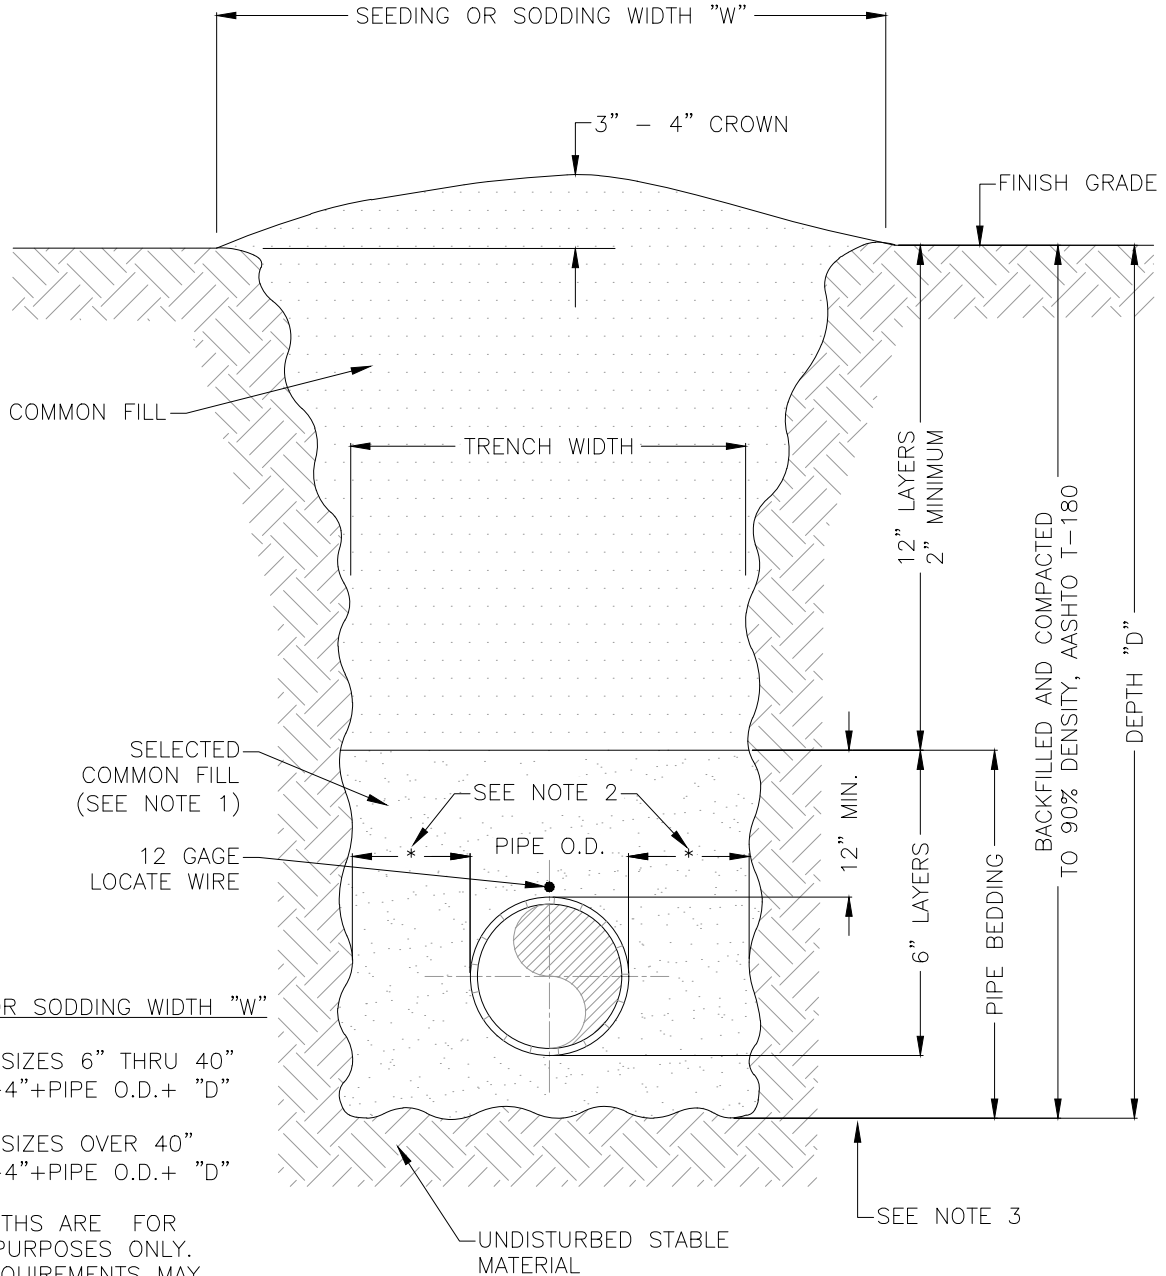 SEEDING OR SODDING WIDTH "W"
3" - 4" CROWN
FINISH GRADE
COMMON FILL
TRENCH WIDTH
12" LAYERS
2" MINIMUM
BACKFILLED AND COMPACTED
TO 90% DENSITY, AASHTO T-180
DEPTH "D"
SELECTED
COMMON FILL
(SEE NOTE 1)
SEE NOTE 2
* PIPE O.D. *
12" MIN.
12 GAGE
LOCATE WIRE
6" LAYERS
PIPE BEDDING
OR SODDING WIDTH "W"
SIZES 6" THRU 40"
-4"+PIPE O.D.+ "D"
SIZES OVER 40"
-4"+PIPE O.D.+ "D"
THS ARE FOR
PURPOSES ONLY.
QUIREMENTS MAY
SEE NOTE 3
UNDISTURBED STABLE
MATERIAL